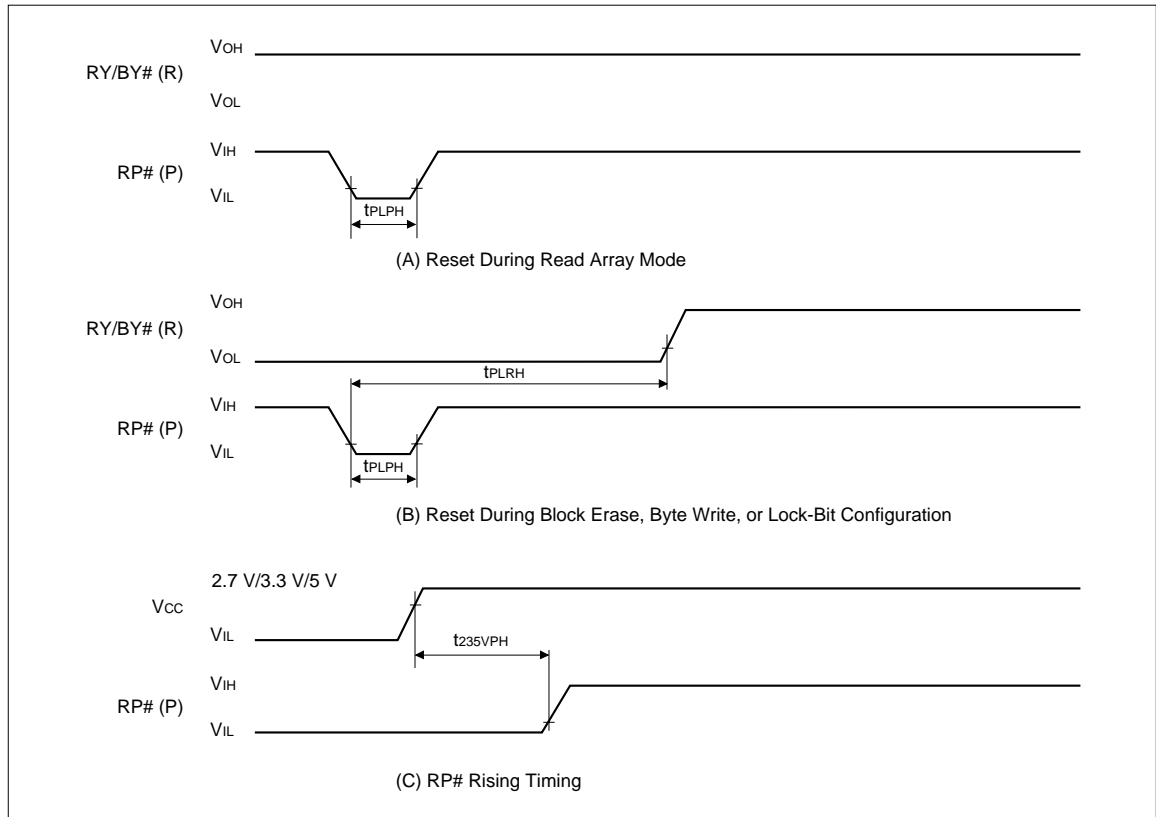 VOH
RY/BY# (R)
VOL
VIH
RP# (P)
VIL
tPLPH
(A) Reset During Read Array Mode
VOH
RY/BY# (R)
VOL
tPLRH
VIH
RP# (P)
VIL
tPLPH
(B) Reset During Block Erase, Byte Write, or Lock-Bit Configuration
2.7 V/3.3 V/5 V
VCC
VIL
t235VPH
VIH
RP# (P)
VIL
(C) RP# Rising Timing